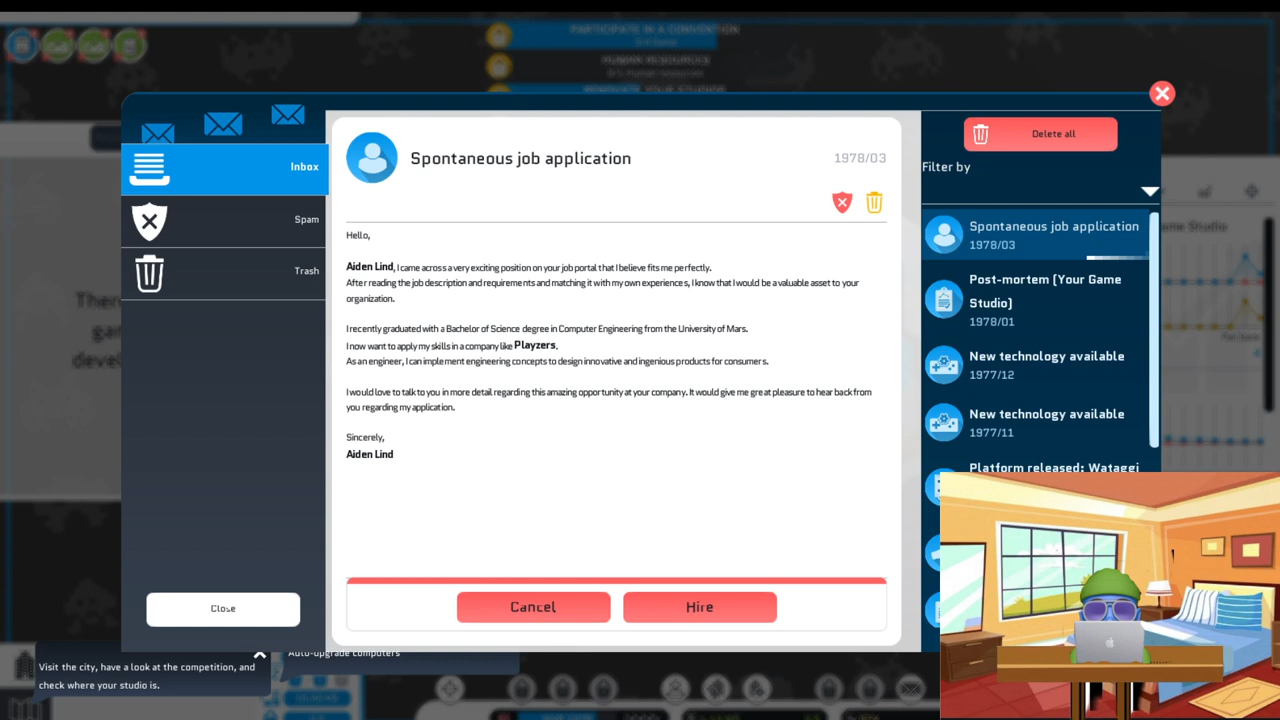 PARTICIPATE IN A CONVENTION
HUMAN RESOURCES
Inbox
Spam
Trash
Close
Spontaneous job application
1978/03
Hello,
Aiden Lind, I came across a very exciting position on your job portal that I believe fits me perfectly.
After reading the job description and requirements and matching it with my own experiences, I know that I would be a valuable asset to your
organization.
I recently graduated with a Bachelor of Science degree in Computer Engineering from the University of Mars.
I now want to apply my skills in a company like Playzers,
As an engineer, I can implement engineering concepts to design innovative and ingenious products for consumers.
I would love to talk to you in more detail regarding this amazing opportunity at your company. It would give me great pleasure to hear back from
you regarding my application.
Sincerely,
Aiden Lind
Cancel
Hire
Delete all
Filter by
Spontaneous job application
1978/03
Post-mortem [Your Game
Studio]
1978/01
New technology available
1977/12
New technology available
1977/11
Platform released: Wataggi
Auto-upgrade computers
Visit the city, have a look at the competition, and
check where your studio is.